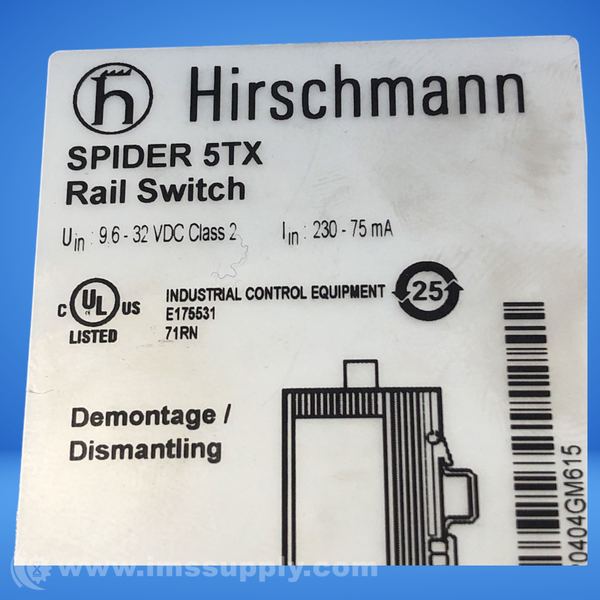 Hirschmann
SPIDER 5TX
Rail Switch
Uin : 9.6 - 32 VDC Class 2 Iin : 230 - 75 mA
C UL US
LISTED
INDUSTRIAL CONTROL EQUIPMENT
E175531
71RN
25
Demontage /
Dismantling
0404GM615
www.imssupply.com